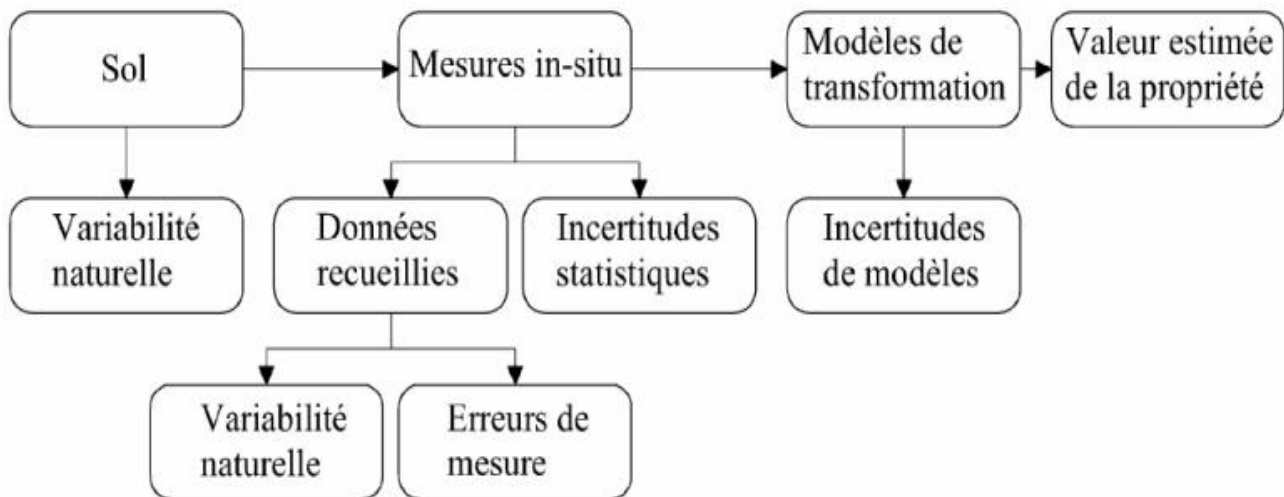 Sol
Mesures in-situ
Modèles de
transformation
Valeur estimée
de la propriété
Variabilité
naturelle
Données
recueillies
Incertitudes
statistiques
Incertitudes
de modèles
Variabilité
naturelle
Erreurs de
mesure